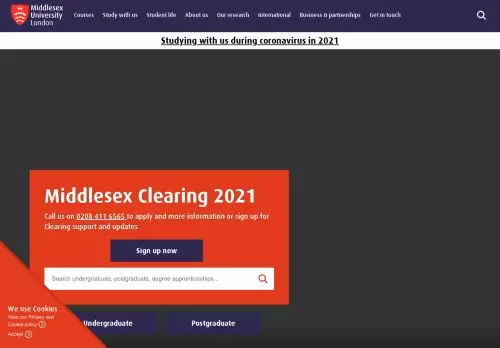 Middlesex
University
London
Courses Study with us Student life About us Our research International Business & partnerships Get in touch
Studying with us during coronavirus in 2021
Middlesex Clearing 2021
Call us on 0208 411 6565 to apply and more information or sign up for
Clearing support and updates
Sign up now
Search undergraduate, postgraduate, degree apprenticeships...
We use Cookies
View our Privacy and
Cookie policy
Accept
Undergraduate Postgraduate